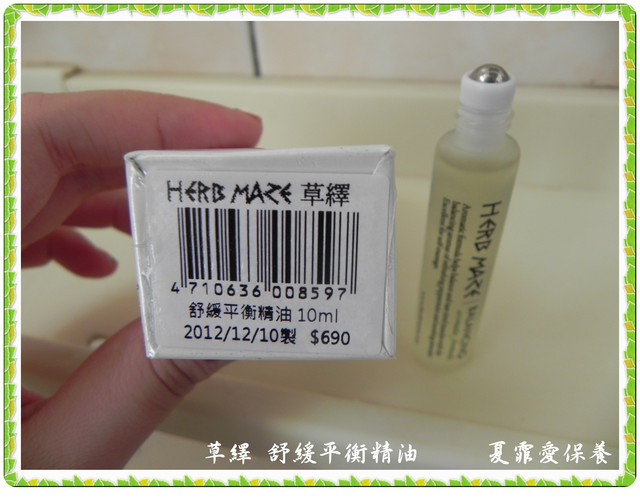 HERB MAZE 草繹
4 710636 008597
舒緩平衡精油 10ml
2012/12/10製 $690
HERB MAZE
草繹 舒緩平衡精油 夏霏愛保養